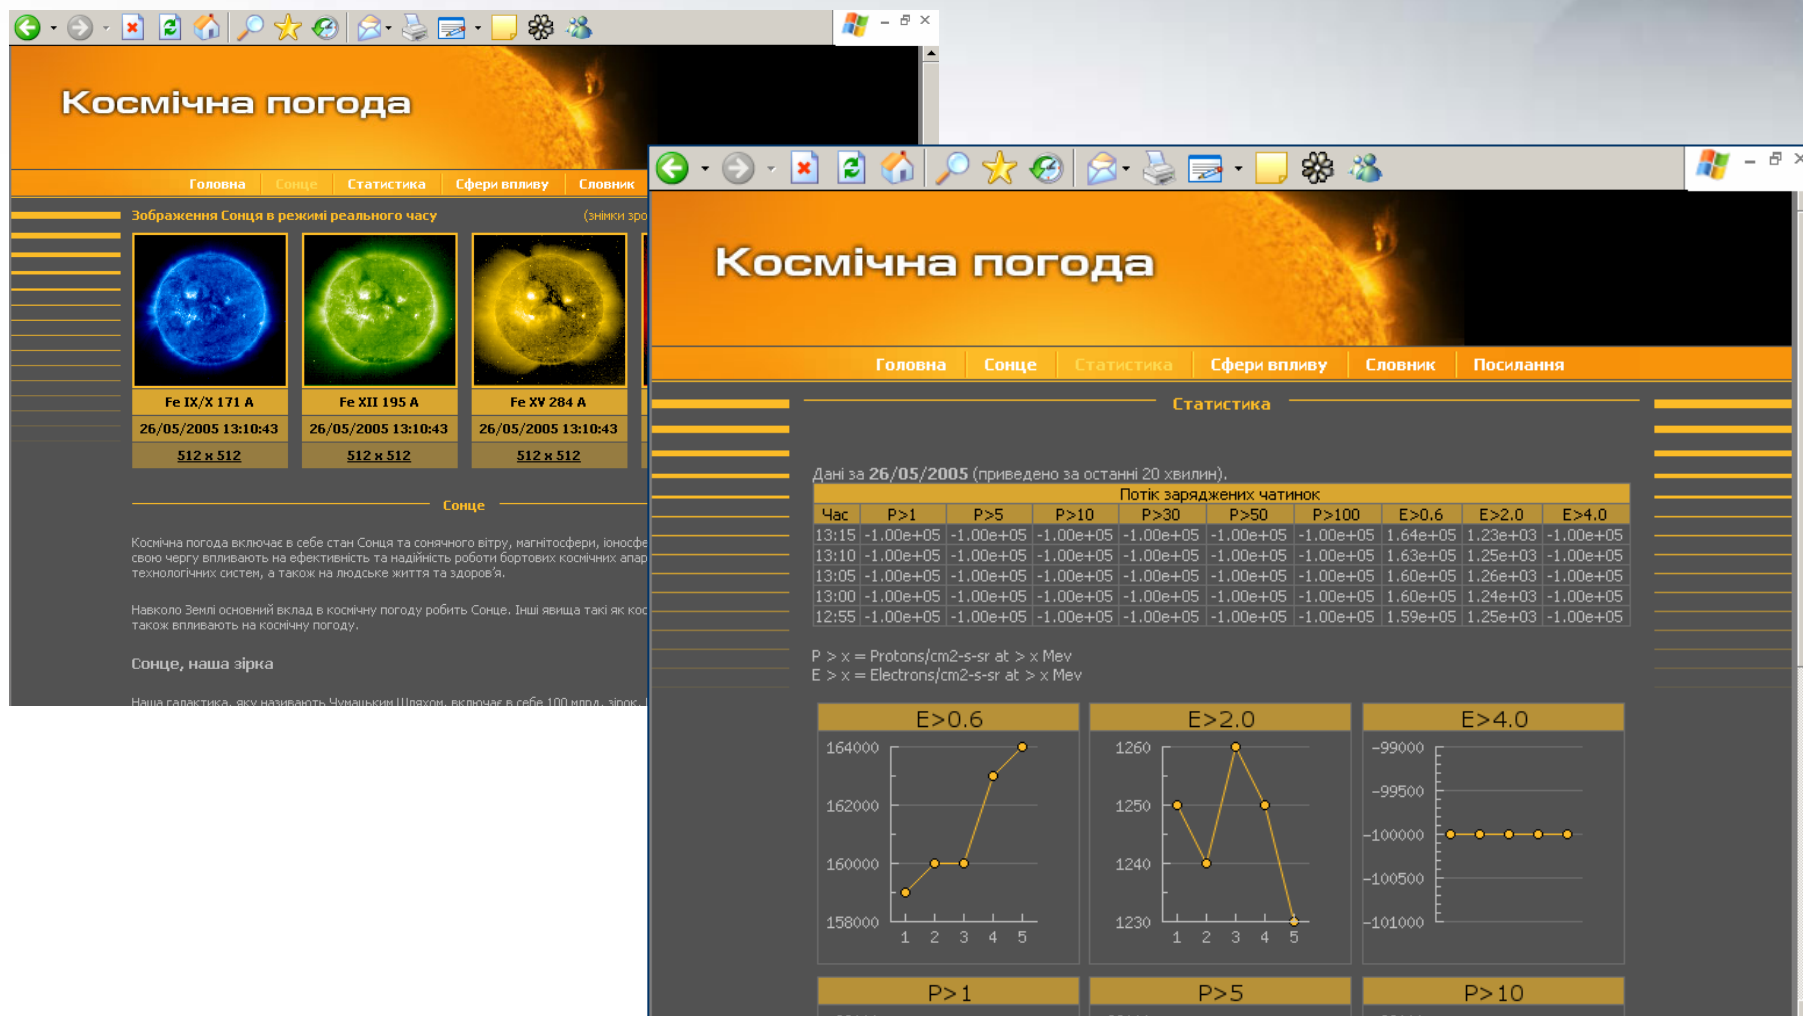 Космічна погода
Головна Сонце Статистика Сфери впливу Словник
Зображення Сонця в режимі реального часу (знімки зро
Fe IX/X 171 A Fe XII 195 A Fe XV 284 A
26/05/2005 13:10:43 26/05/2005 13:10:43 26/05/2005 13:10:43
512 x 512 512 x 512 512 x 512
Сонце
Космічна погода включає в себе стан Сонця та сонячного вітру, магнітосфери, іоносфе
свою чергу впливають на ефективність та надійність роботи бортових космічних апар
технологічних систем, а також на людське життя та здоров'я.
Навколо Землі основний вклад в космічну погоду робить Сонце. Інші явища такі як кос
також впливають на космічну погоду.
Сонце, наша зірка
Наша галактика, яку називають Чумацьким Шляхом, включає в себе 100 млрд. зірок.
Космічна погода
Головна Сонце Статистика Сфери впливу Словник Посилання
Статистика
Дані за 26/05/2005 (приведено за останні 20 хвилин).
Потік заряджених чатинок
Час P>1 P>5 P>10 P>30 P>50 P>100 E>0.6 E>2.0 E>4.0
13:15 -1.00e+05 -1.00e+05 -1.00e+05 -1.00e+05 -1.00e+05 -1.00e+05 1.64e+05 1.23e+03 -1.00e+05
13:10 -1.00e+05 -1.00e+05 -1.00e+05 -1.00e+05 -1.00e+05 -1.00e+05 1.63e+05 1.25e+03 -1.00e+05
13:05 -1.00e+05 -1.00e+05 -1.00e+05 -1.00e+05 -1.00e+05 -1.00e+05 1.60e+05 1.26e+03 -1.00e+05
13:00 -1.00e+05 -1.00e+05 -1.00e+05 -1.00e+05 -1.00e+05 -1.00e+05 1.60e+05 1.24e+03 -1.00e+05
12:55 -1.00e+05 -1.00e+05 -1.00e+05 -1.00e+05 -1.00e+05 -1.00e+05 1.59e+05 1.25e+03 -1.00e+05
P > x = Protons/cm2-s-sr at > x Mev
E > x = Electrons/cm2-s-sr at > x Mev
E>0.6
164000
162000
160000
158000
1 2 3 4 5
E>2.0
1260
1250
1240
1230
1 2 3 4 5
E>4.0
-99000
-99500
-100000
-100500
-101000
P>1 P>5 P>10